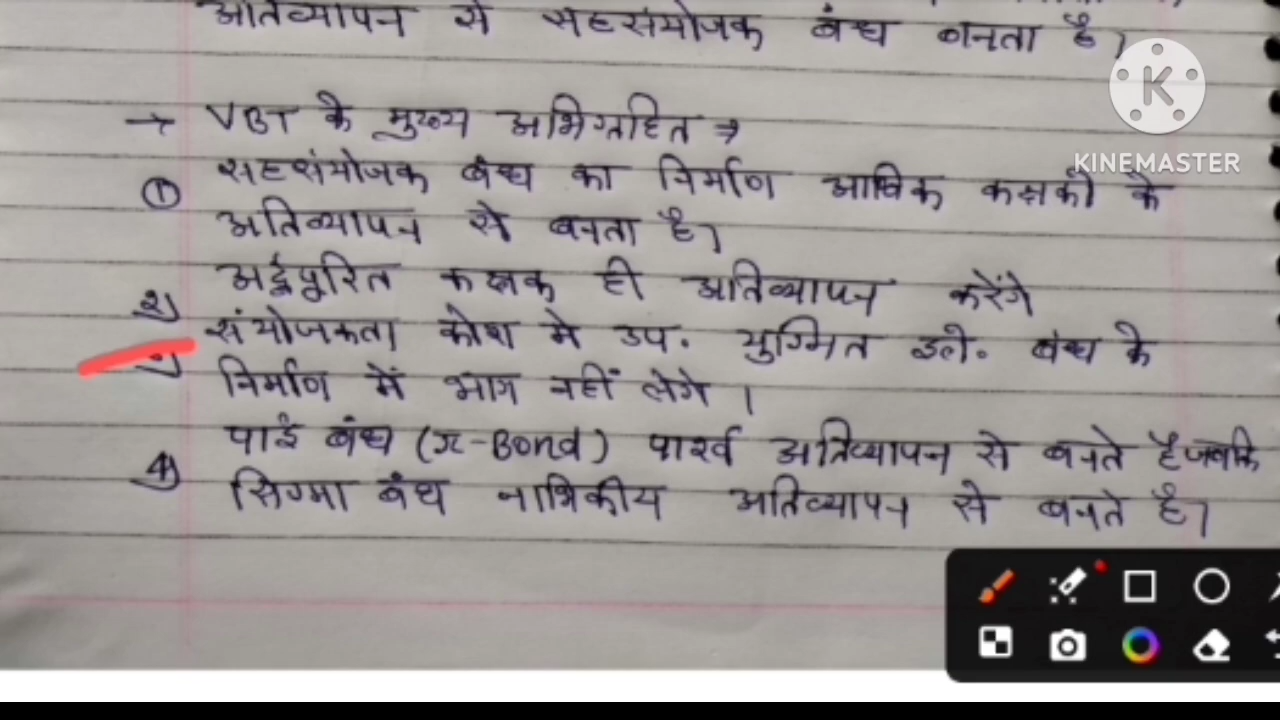 अतिव्यापन से सहसंयोजक बंध बनता है।
→ VBT के मुख्य अभिग्रहित ⇒
① सहसंयोजक बंध का निर्माण आण्विक कक्षकों के
अतिव्यापन से बनता है।
2) अर्द्धपूरित कक्षक ही अतिव्यापन करेंगे
3) संयोजकता कोश मे उप. युग्मित इले. बंध के
निर्माण में भाग नहीं लेगे।
4) पाई बंध (π-Bond) पार्श्व अतिव्यापन से बनते है जबकि
सिग्मा बंध नाभिकीय अतिव्यापन से बनते है।
K
KINEMASTER